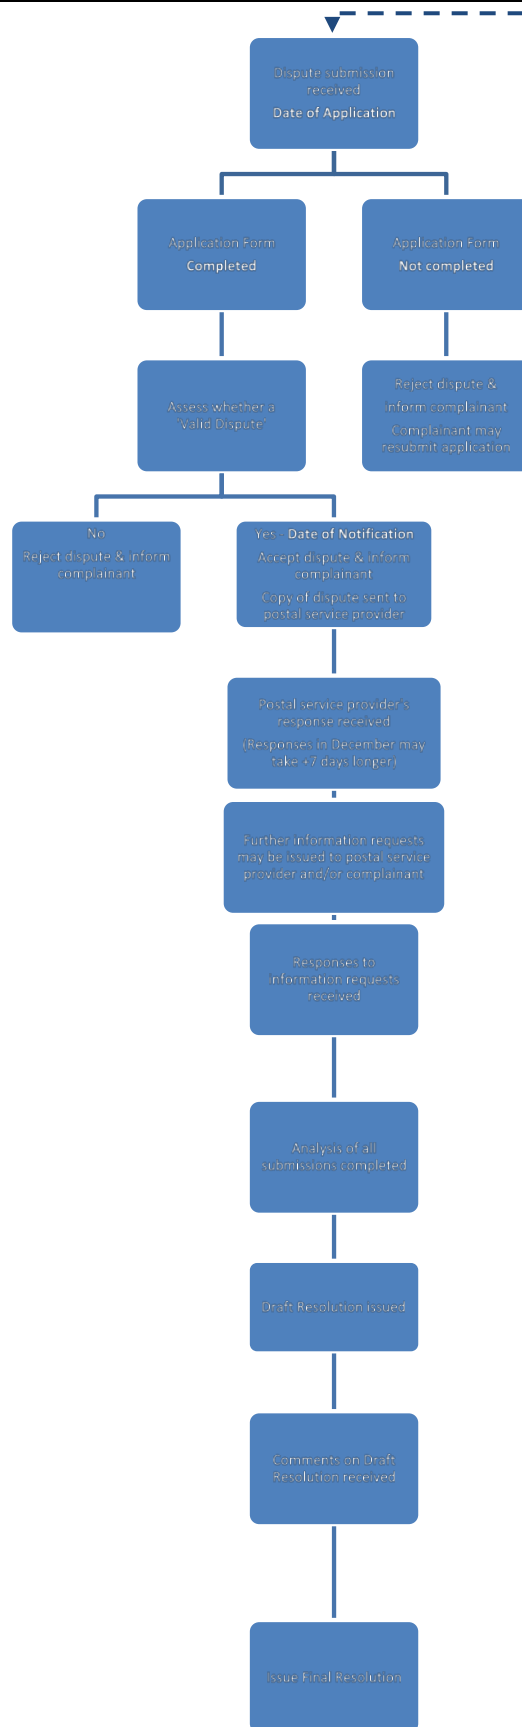 Dispute submission
received
Date of Application
Application Form
Completed
Application Form
Not completed
Assess whether a
'Valid Dispute'
Reject dispute &
inform complainant
Complainant may
resubmit application
No
Reject dispute & inform
complainant
Yes - Date of Notification
Accept dispute & inform
complainant
Copy of dispute sent to
postal service provider
Postal service provider's
response received
(Responses in December may
take +7 days longer)
Further information requests
may be issued to postal service
provider and/or complainant
Responses to
information requests
received
Analysis of all
submissions completed
Draft Resolution issued
Comments on Draft
Resolution received
Issue Final Resolution